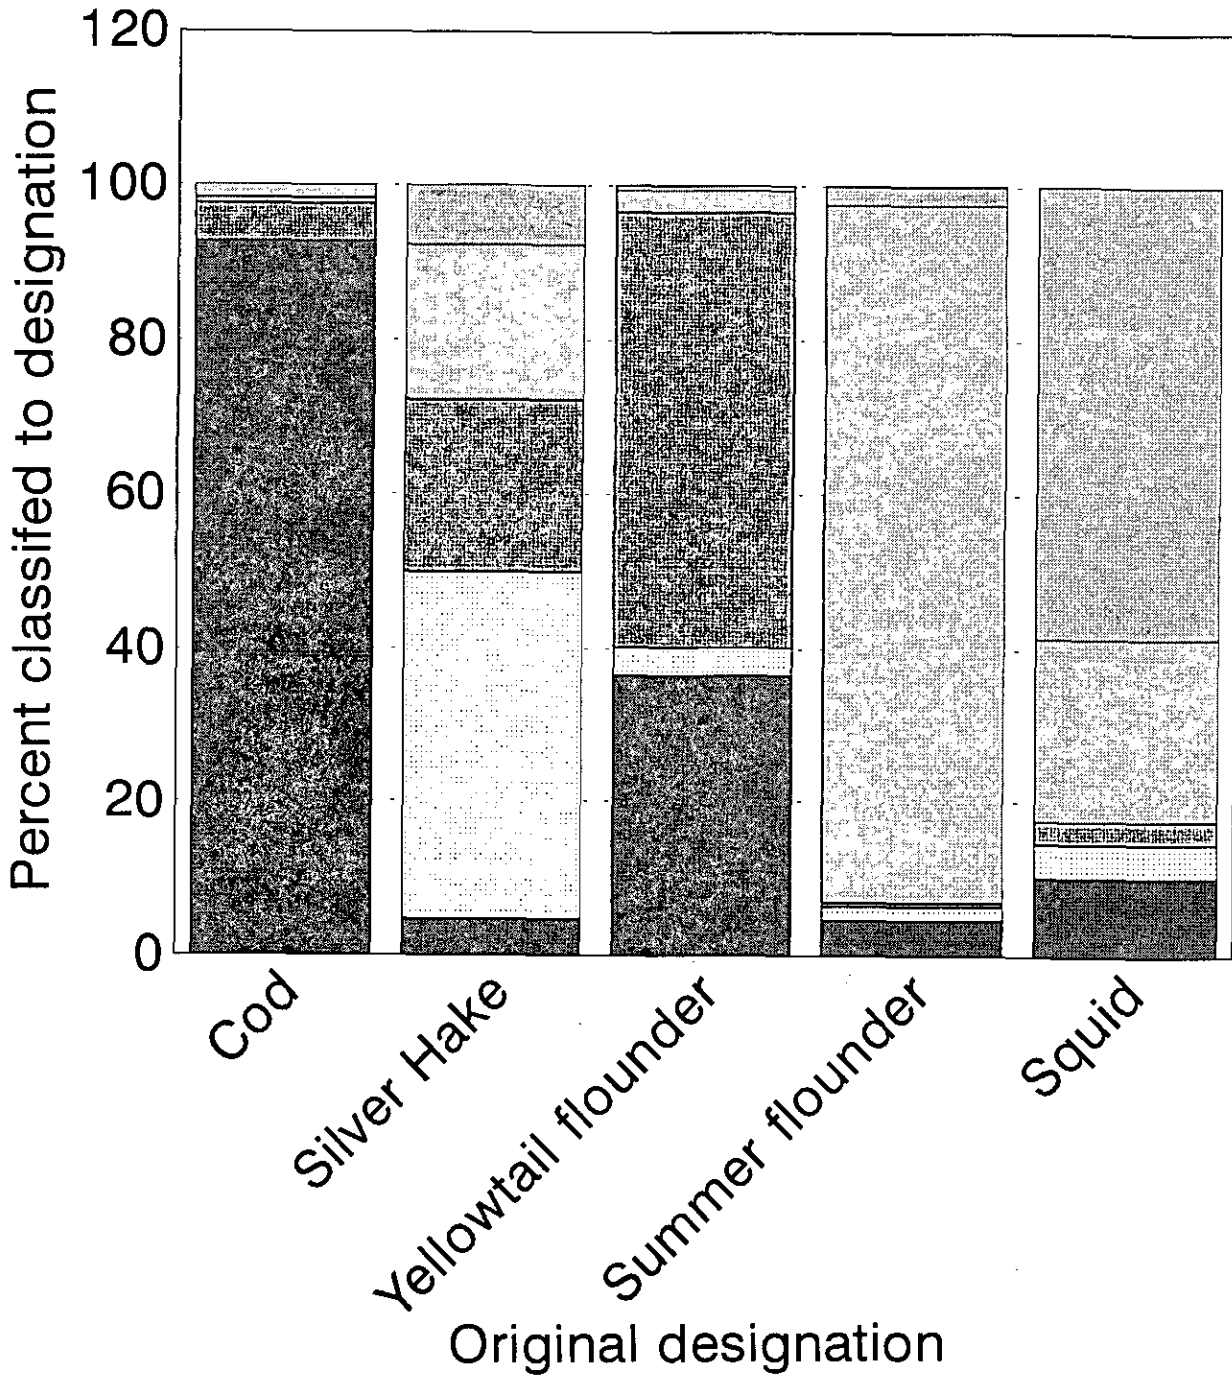 Percent classifed to designation
120
100
80
60
40
20
0
Cod
Silver Hake
Yellowtail flounder
Summer flounder
Squid
Original designation